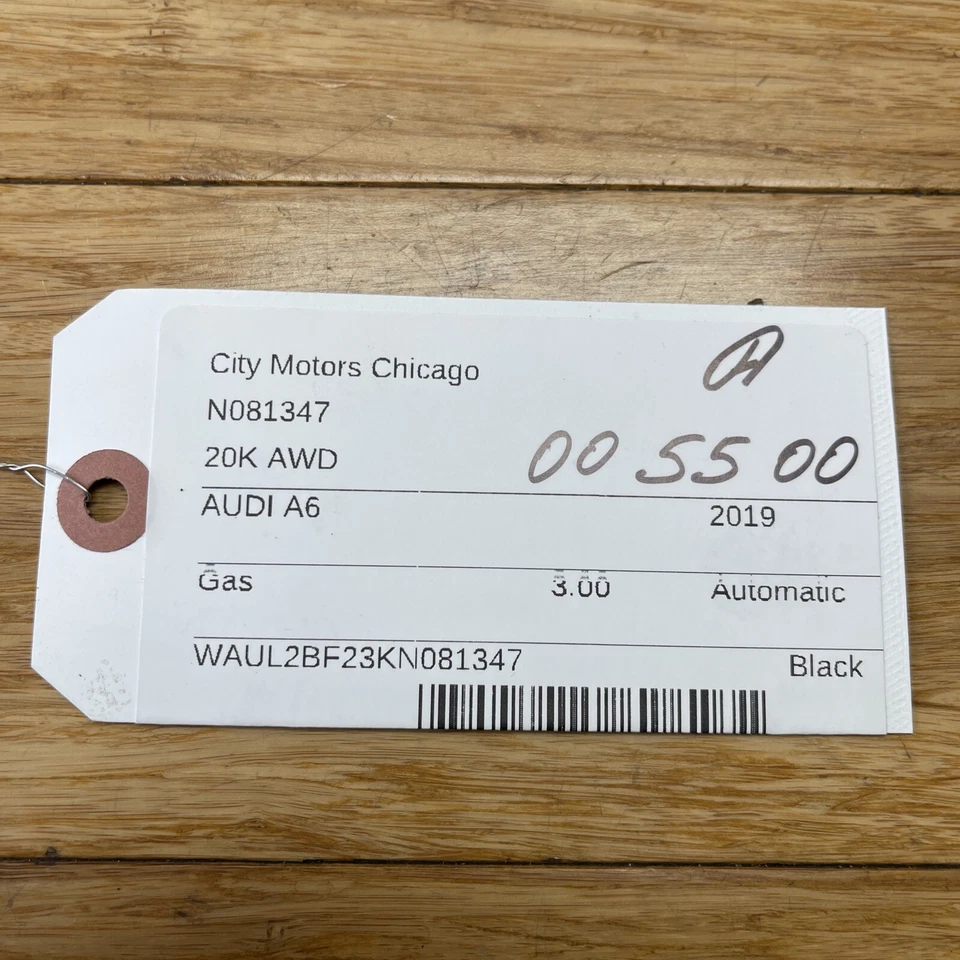 City Motors Chicago
N081347
20K AWD
00 55 00
AUDI A6 2019
Gas 3.00 Automatic
WAUL2BF23KN081347 Black